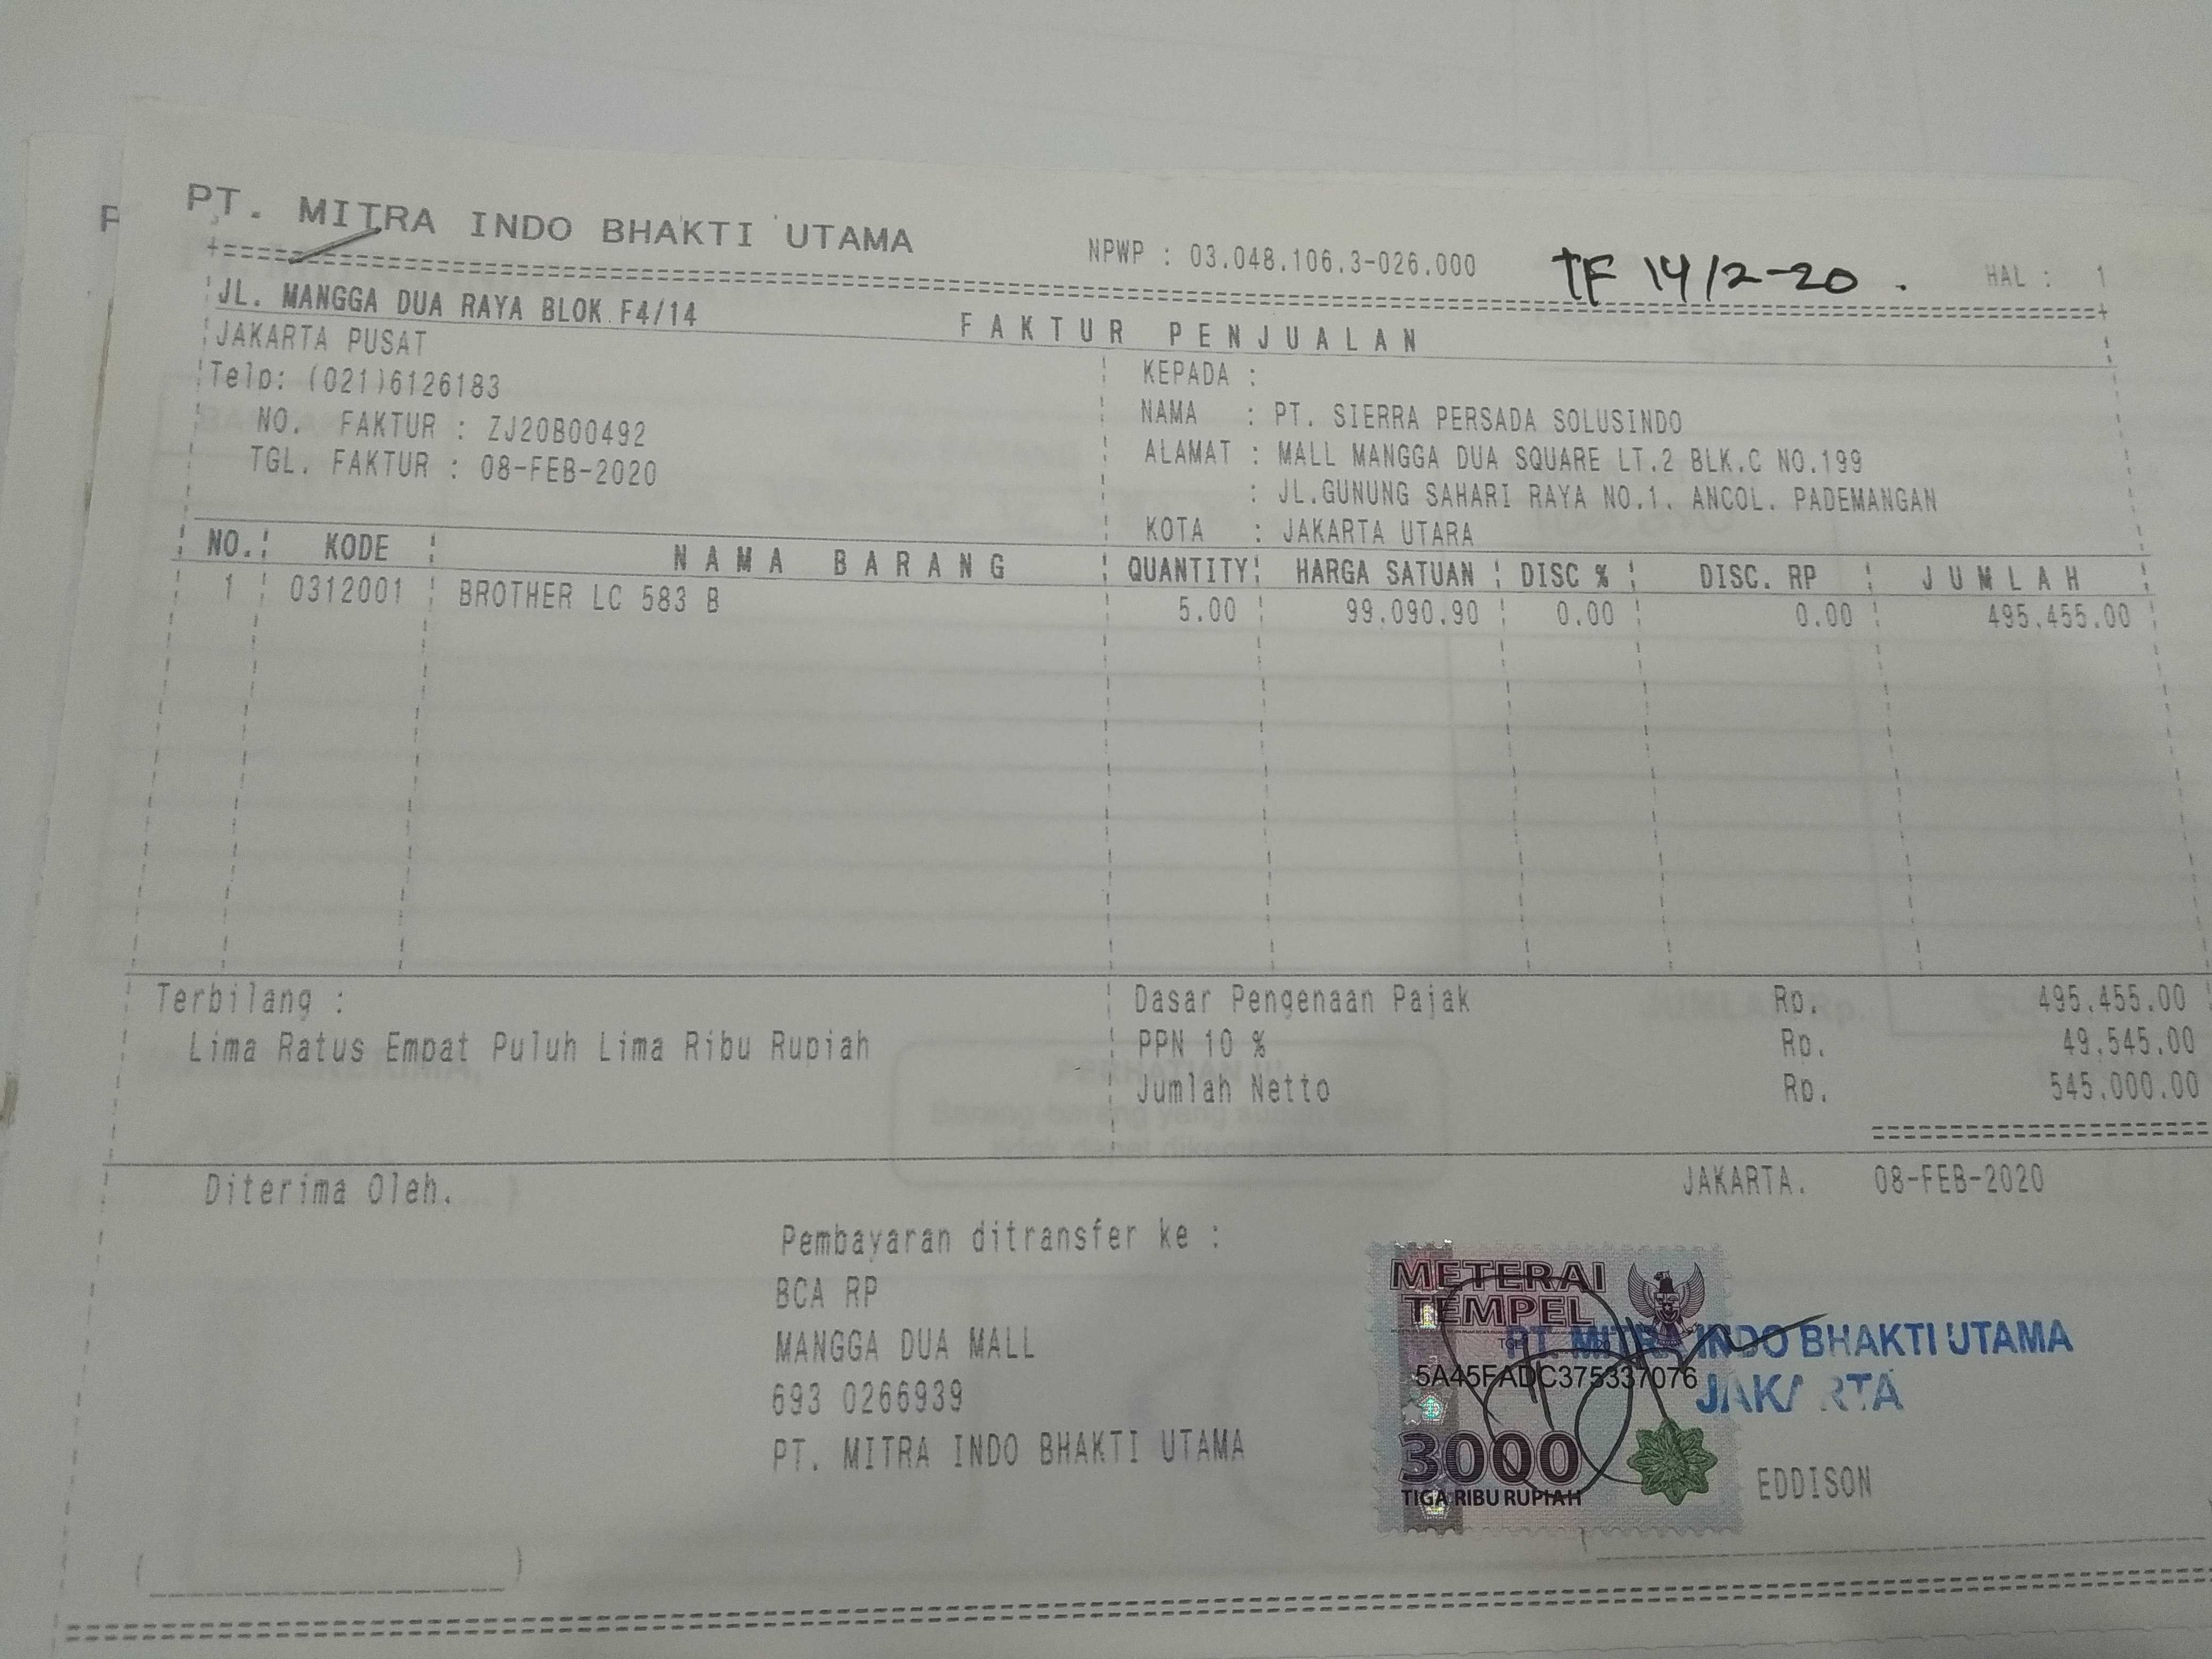 PT. MITRA INDO BHAKTI UTAMA
NPWP : 03.048.106.3-026.000
TF 14/2-20 .
HAL : 1
JL. MANGGA DUA RAYA BLOK F4/14
JAKARTA PUSAT
Telp: (021)6126183
NO. FAKTUR : ZJ20B00492
TGL. FAKTUR : 08-FEB-2020
FAKTUR PENJUALAN
KEPADA :
NAMA : PT. SIERRA PERSADA SOLUSINDO
ALAMAT : MALL MANGGA DUA SQUARE LT.2 BLK.C NO.199
: JL.GUNUNG SAHARI RAYA NO.1. ANCOL. PADEMANGAN
KOTA : JAKARTA UTARA
NO. KODE NAMA BARANG QUANTITY HARGA SATUAN DISC % DISC. RP JUMLAH
1 0312001 BROTHER LC 583 B 5.00 99.090.90 0.00 0.00 495.455.00
Terbilang :
Lima Ratus Empat Puluh Lima Ribu Rupiah
Dasar Pengenaan Pajak Rp. 495.455.00
PPN 10 % Rp. 49.545.00
Jumlah Netto Rp. 545.000.00
Diterima Oleh.
JAKARTA. 08-FEB-2020
Pembayaran ditransfer ke :
BCA RP
MANGGA DUA MALL
693 0266939
PT. MITRA INDO BHAKTI UTAMA
METERAI
TEMPEL
5A45FADC375337076
3000
TIGA RIBU RUPIAH
PT. MITRA INDO BHAKTI UTAMA
JAKARTA
EDDISON